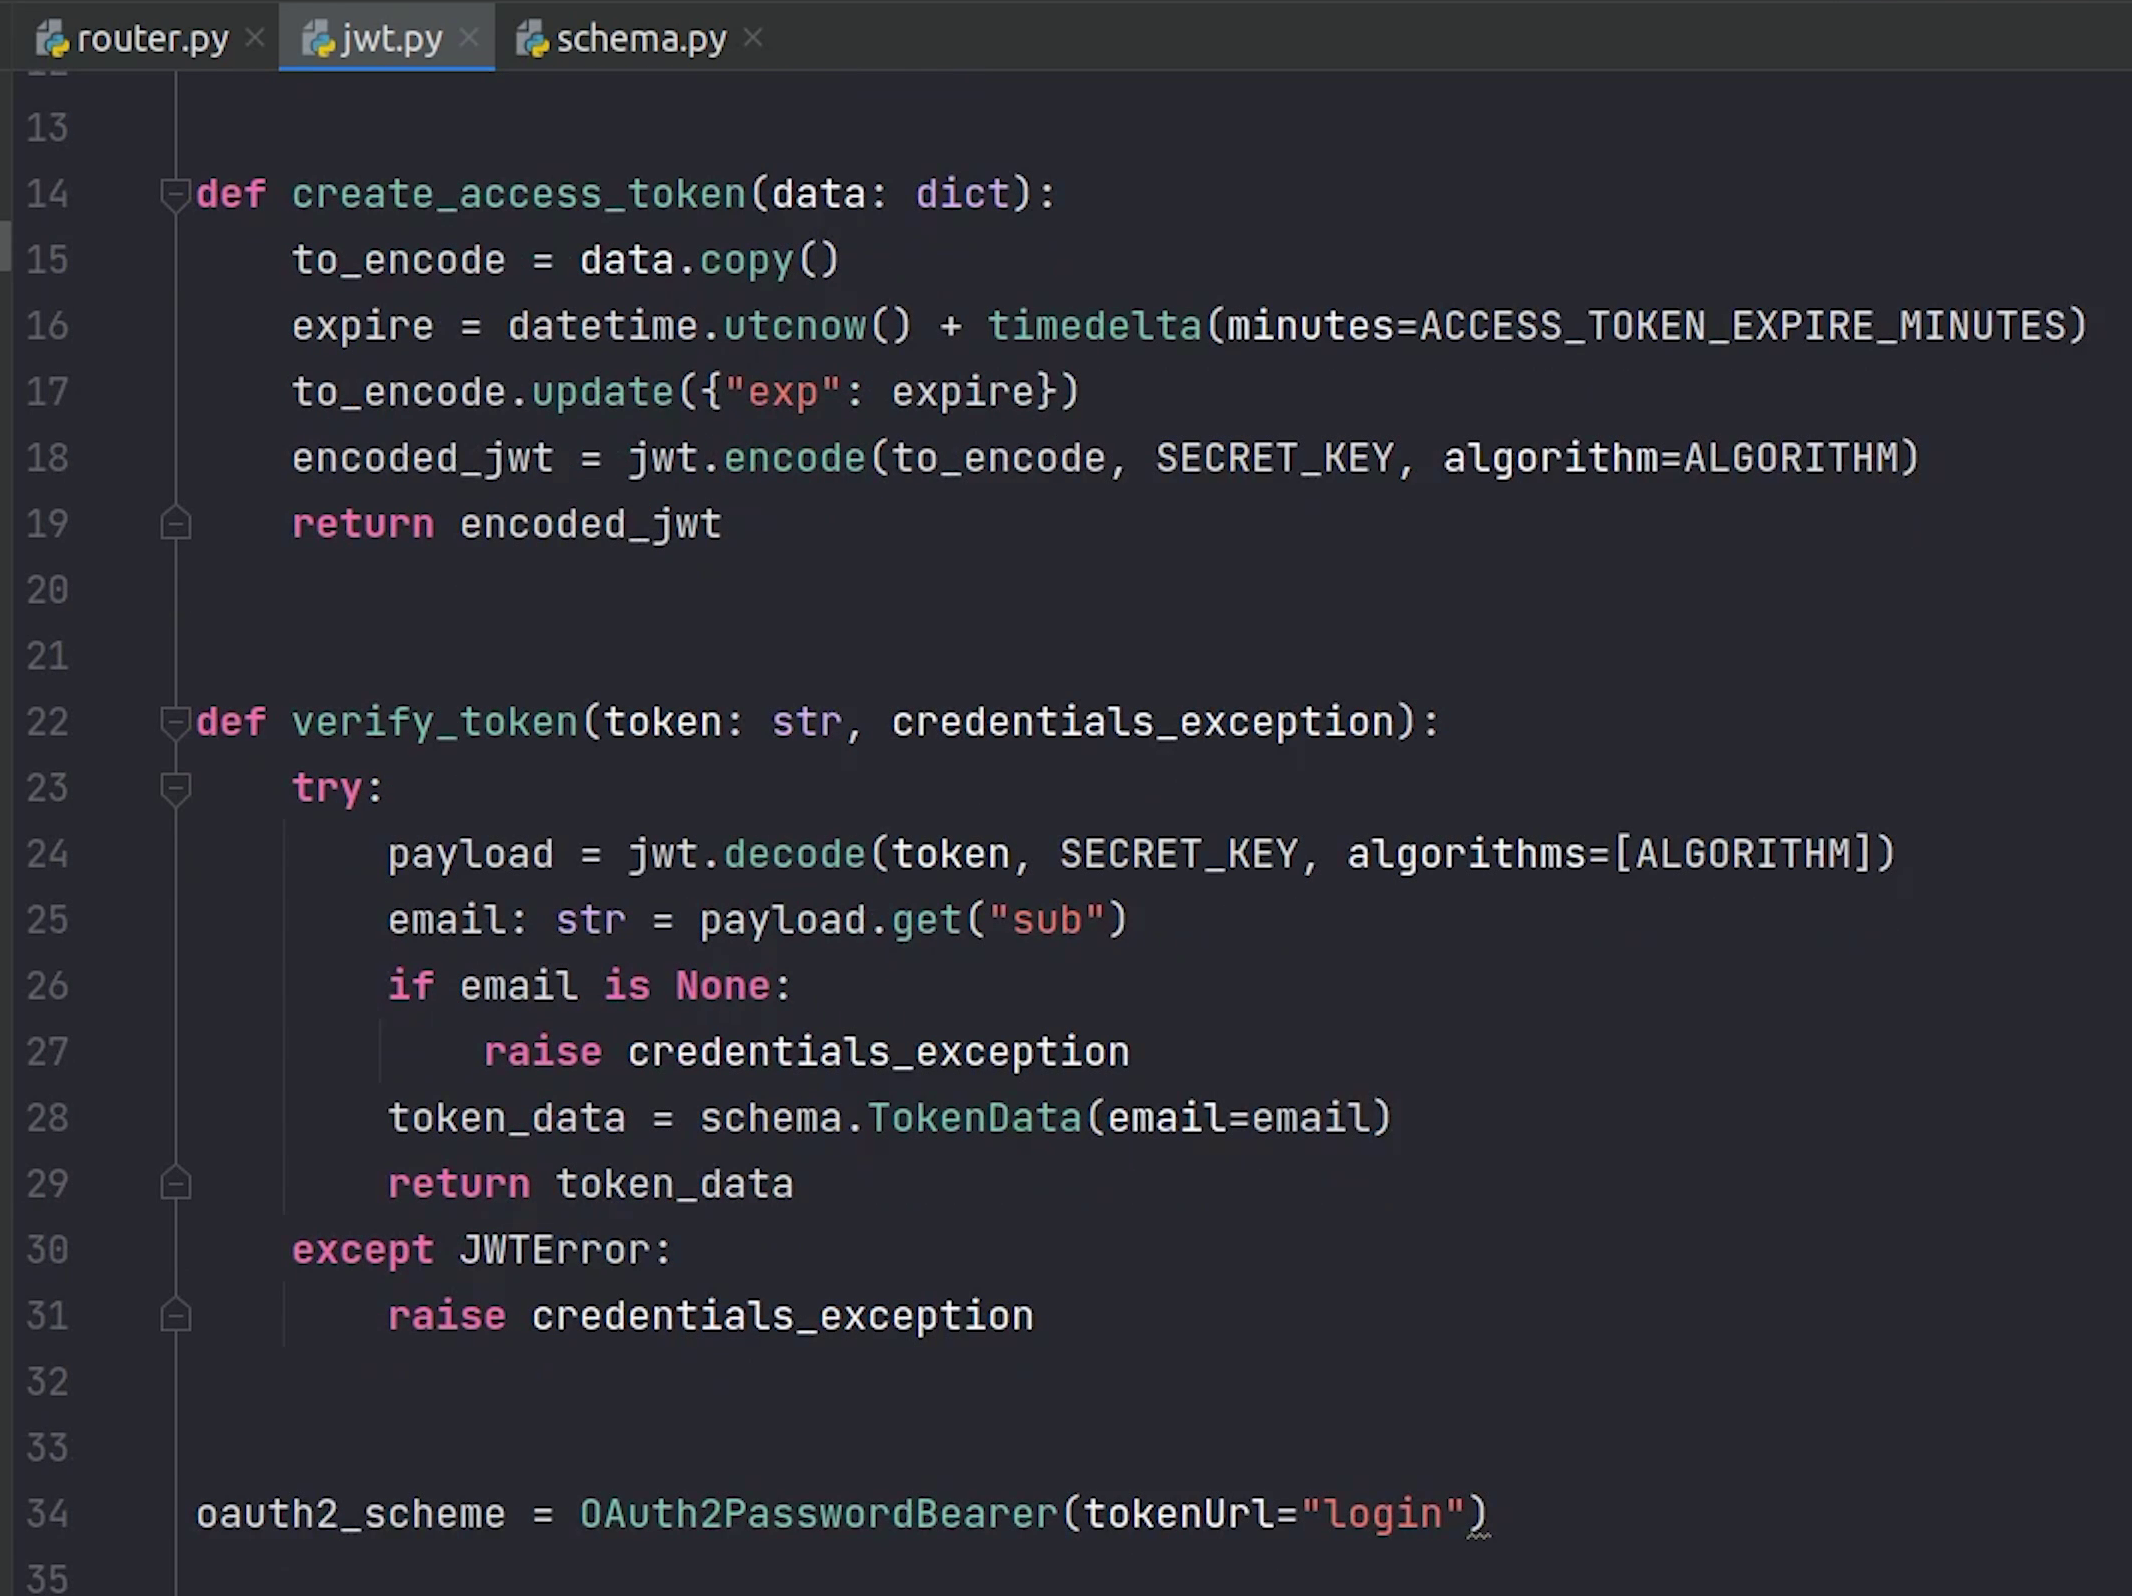 router.py jwt.py schema.py
13
14 def create_access_token(data: dict):
15 to_encode = data.copy()
16 expire = datetime.utcnow() + timedelta(minutes=ACCESS_TOKEN_EXPIRE_MINUTES)
17 to_encode.update({"exp": expire})
18 encoded_jwt = jwt.encode(to_encode, SECRET_KEY, algorithm=ALGORITHM)
19 return encoded_jwt
20
21
22 def verify_token(token: str, credentials_exception):
23 try:
24 payload = jwt.decode(token, SECRET_KEY, algorithms=[ALGORITHM])
25 email: str = payload.get("sub")
26 if email is None:
27 raise credentials_exception
28 token_data = schema.TokenData(email=email)
29 return token_data
30 except JWTError:
31 raise credentials_exception
32
33
34 oauth2_scheme = OAuth2PasswordBearer(tokenUrl="login")
35